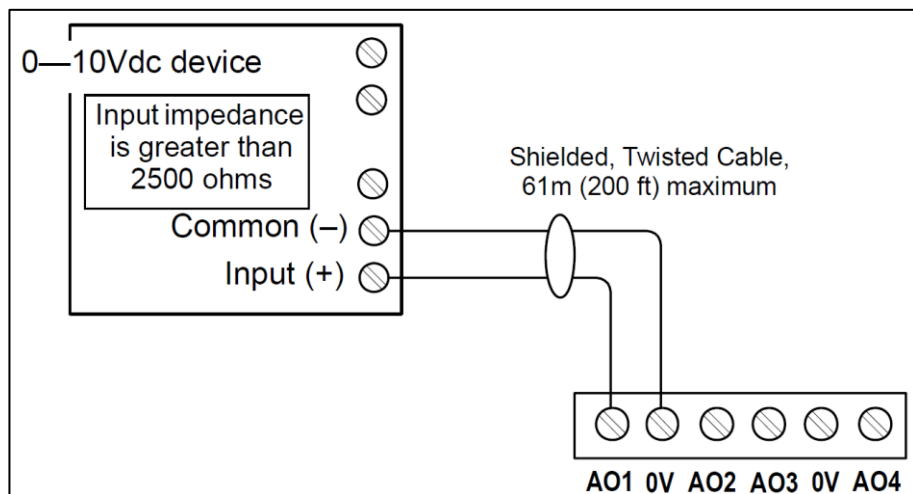 0—10Vdc device
Input impedance
is greater than
2500 ohms
Common (–)
Input (+)
Shielded, Twisted Cable,
61m (200 ft) maximum
AO1 0V AO2 AO3 0V AO4